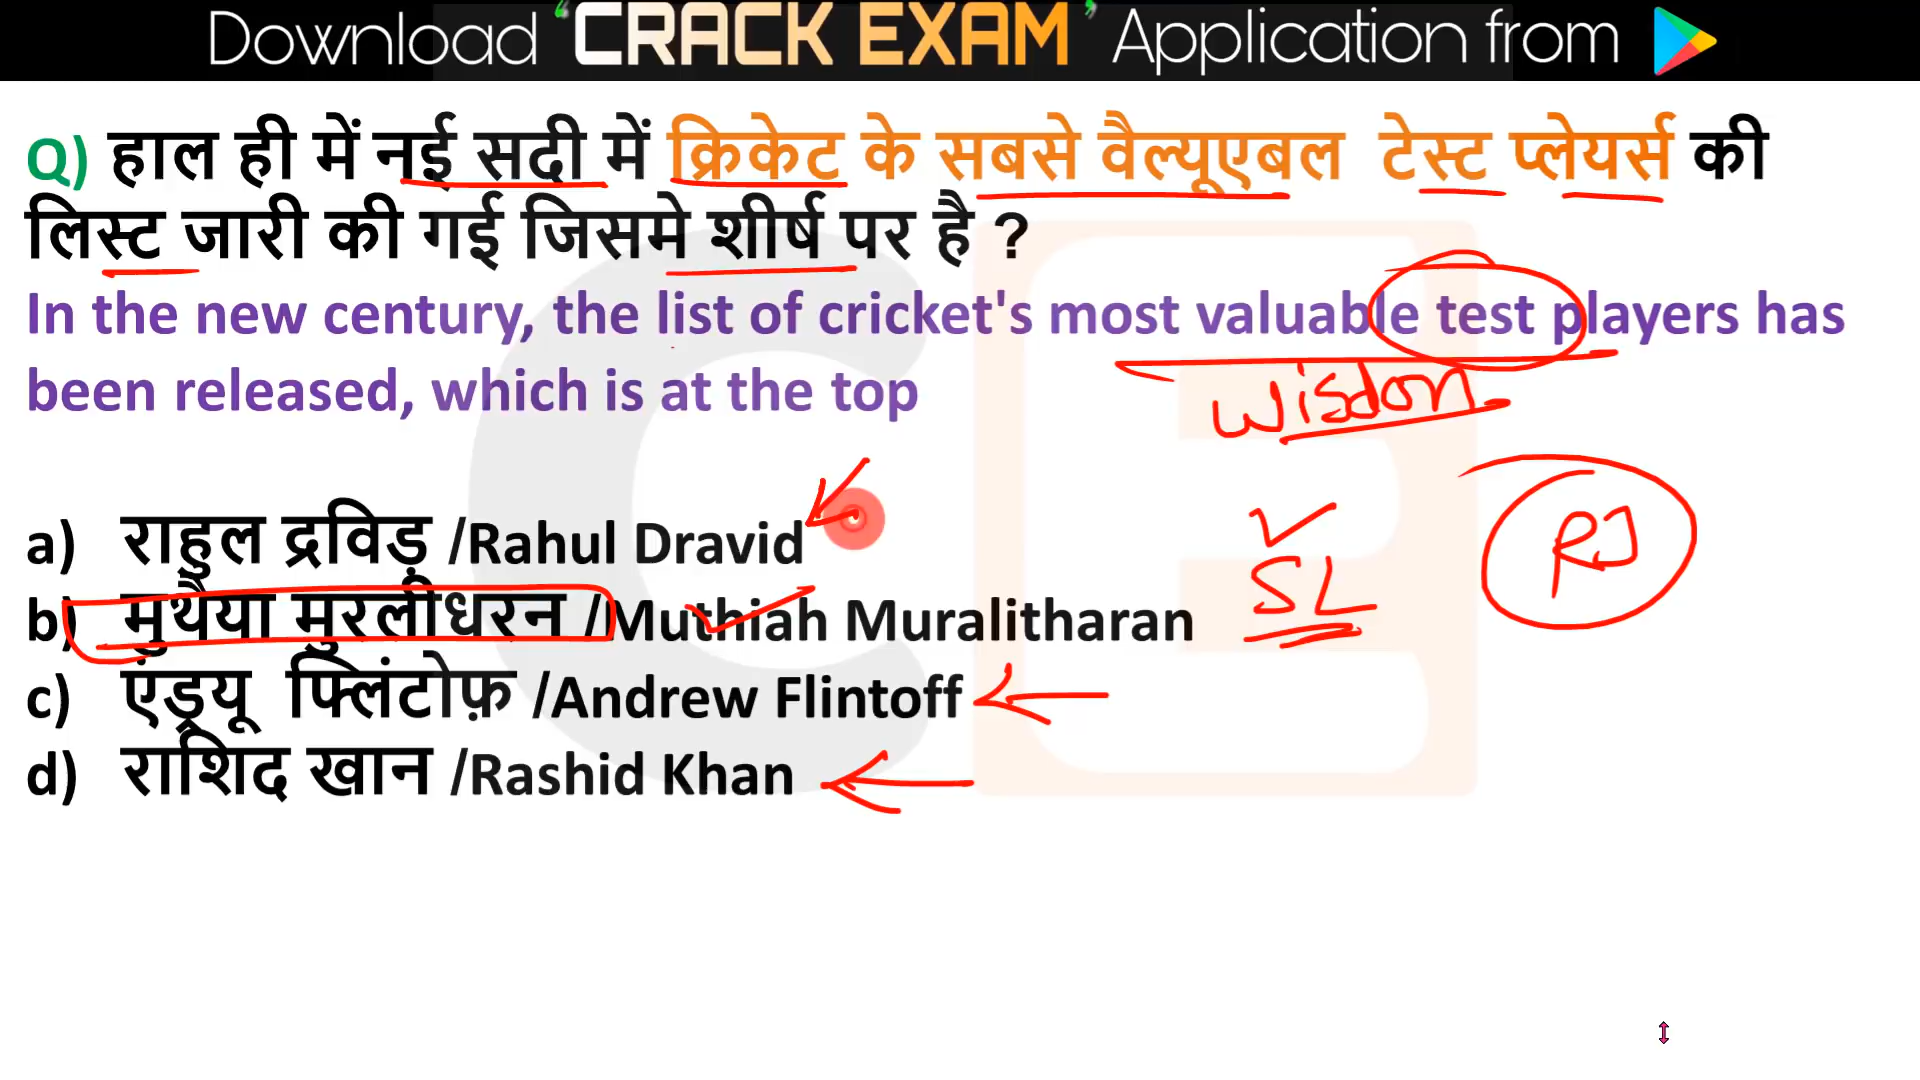 Download ‘CRACK EXAM’ Application from
Q) हाल ही में नई सदी में क्रिकेट के सबसे वैल्यूएबल टेस्ट प्लेयर्स की
लिस्ट जारी की गई जिसमे शीर्ष पर है ?
In the new century, the list of cricket's most valuable test players has
been released, which is at the top
wisdon
a) राहुल द्रविड़ /Rahul Dravid
b) मुथैया मुरलीधरन /Muthiah Muralitharan
SL
RJ
c) एंड्रयू फ्लिंटोफ़ /Andrew Flintoff
d) राशिद खान /Rashid Khan
CE